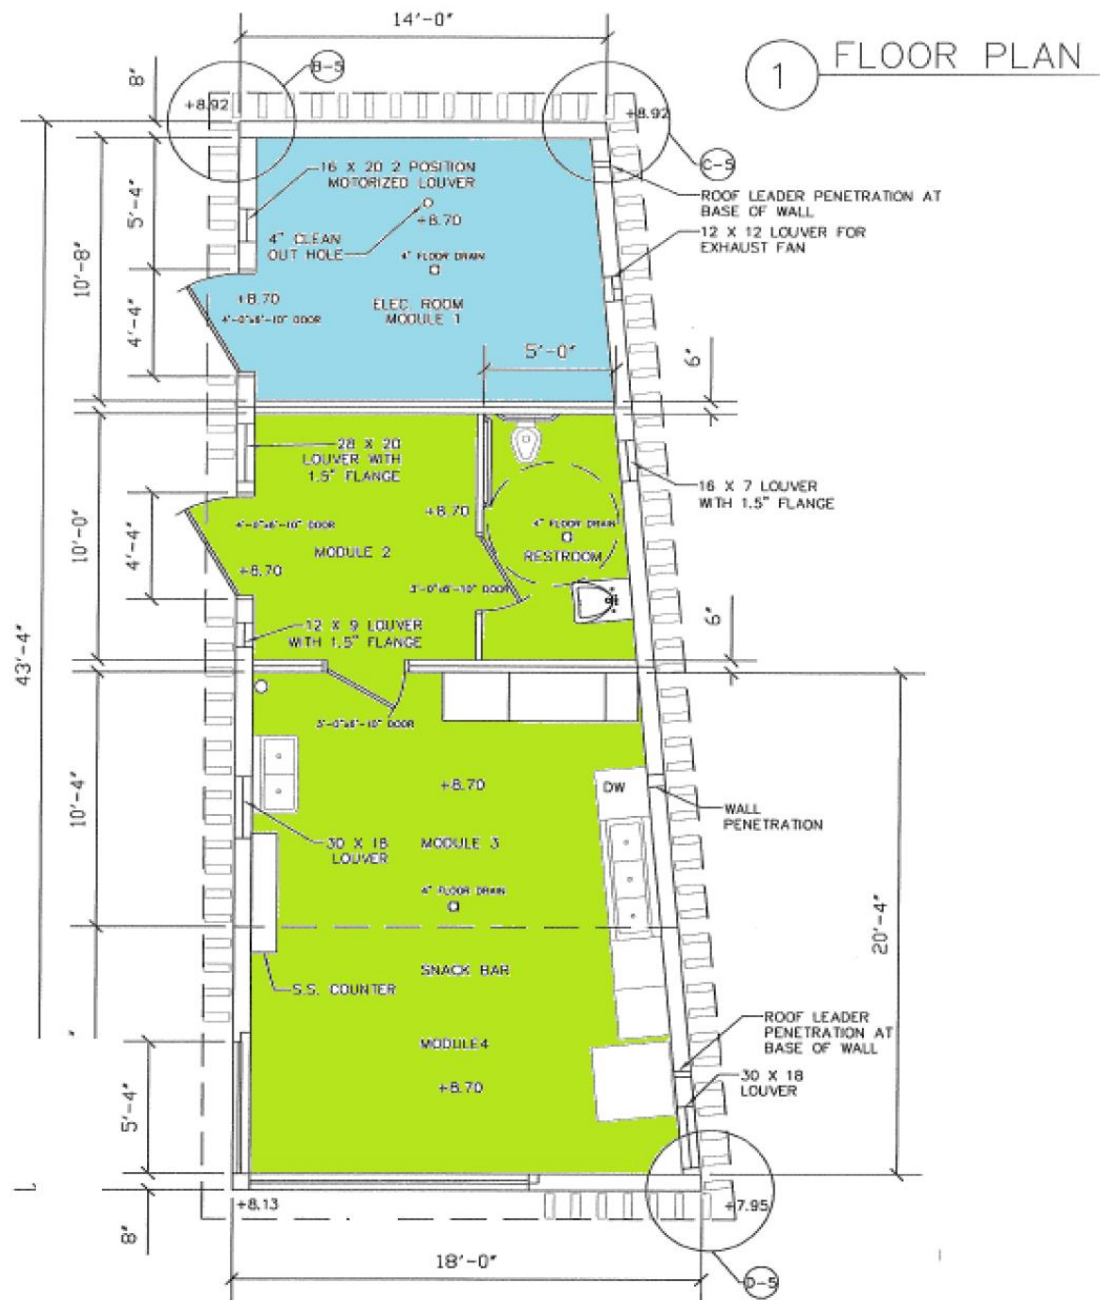 14'-0"
1 FLOOR PLAN
8"
B-5
+8.92
+8.92
C-5
16 X 20 2 POSITION
MOTORIZED LOUVER
ROOF LEADER PENETRATION AT
BASE OF WALL
5'-4"
+8.70
12 X 12 LOUVER FOR
EXHAUST FAN
4" CLEAN
OUT HOLE
4" FLOOR DRAIN
10'-8"
+8.70
4'-0"x6'-10" DOOR
ELEC. ROOM
MODULE 1
4'-4"
5'-0"
6"
28 X 20
LOUVER WITH
1.5" FLANGE
16 X 7 LOUVER
WITH 1.5" FLANGE
+8.70
4'-0"x6'-10" DOOR
4" FLOOR DRAIN
10'-0"
4'-4"
MODULE 2
RESTROOM
+8.70
3'-0"x6'-10" DOOR
12 X 9 LOUVER
WITH 1.5" FLANGE
6"
43'-4"
3'-0"x6'-10" DOOR
+8.70
DW
10'-4"
WALL
PENETRATION
30 X 18
LOUVER
MODULE 3
4" FLOOR DRAIN
20'-4"
SNACK BAR
S.S. COUNTER
ROOF LEADER
PENETRATION AT
BASE OF WALL
MODULE4
30 X 18
LOUVER
+8.70
5'-4"
+8.13
+7.95
8"
18'-0"
D-5